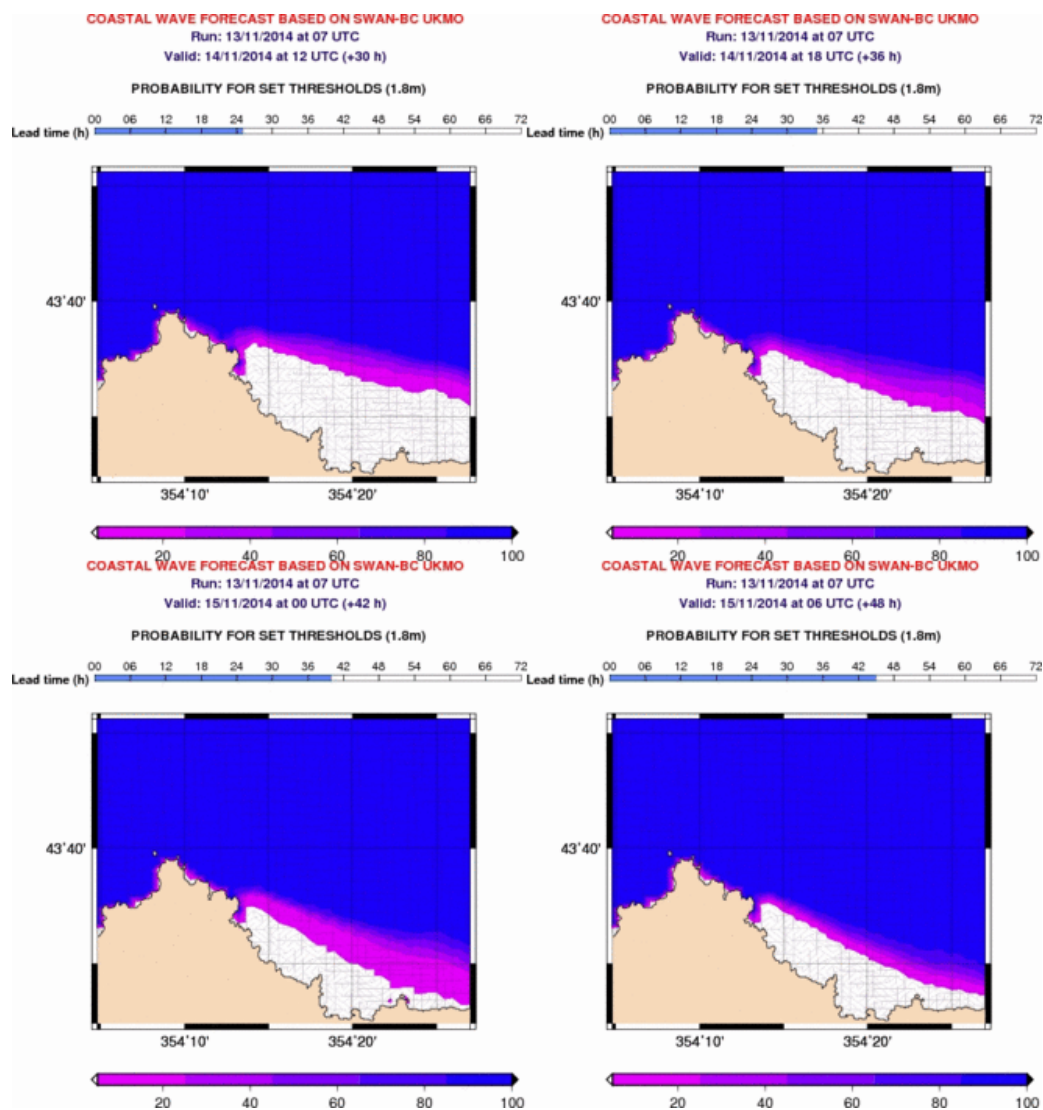 COASTAL WAVE FORECAST BASED ON SWAN-BC UKMO
Run: 13/11/2014 at 07 UTC
Valid: 14/11/2014 at 12 UTC (+30 h)
PROBABILITY FOR SET THRESHOLDS (1.8m)
00 06 12 18 24 30 36 42 48 54 60 66 72
Lead time (h)
43°40'
354°10' 354°20'
20 40 60 80 100
COASTAL WAVE FORECAST BASED ON SWAN-BC UKMO
Run: 13/11/2014 at 07 UTC
Valid: 14/11/2014 at 18 UTC (+36 h)
PROBABILITY FOR SET THRESHOLDS (1.8m)
00 06 12 18 24 30 36 42 48 54 60 66 72
Lead time (h)
43°40'
354°10' 354°20'
20 40 60 80 100
COASTAL WAVE FORECAST BASED ON SWAN-BC UKMO
Run: 13/11/2014 at 07 UTC
Valid: 15/11/2014 at 00 UTC (+42 h)
PROBABILITY FOR SET THRESHOLDS (1.8m)
00 06 12 18 24 30 36 42 48 54 60 66 72
Lead time (h)
43°40'
354°10' 354°20'
20 40 60 80 100
COASTAL WAVE FORECAST BASED ON SWAN-BC UKMO
Run: 13/11/2014 at 07 UTC
Valid: 15/11/2014 at 06 UTC (+48 h)
PROBABILITY FOR SET THRESHOLDS (1.8m)
00 06 12 18 24 30 36 42 48 54 60 66 72
Lead time (h)
43°40'
354°10' 354°20'
20 40 60 80 100